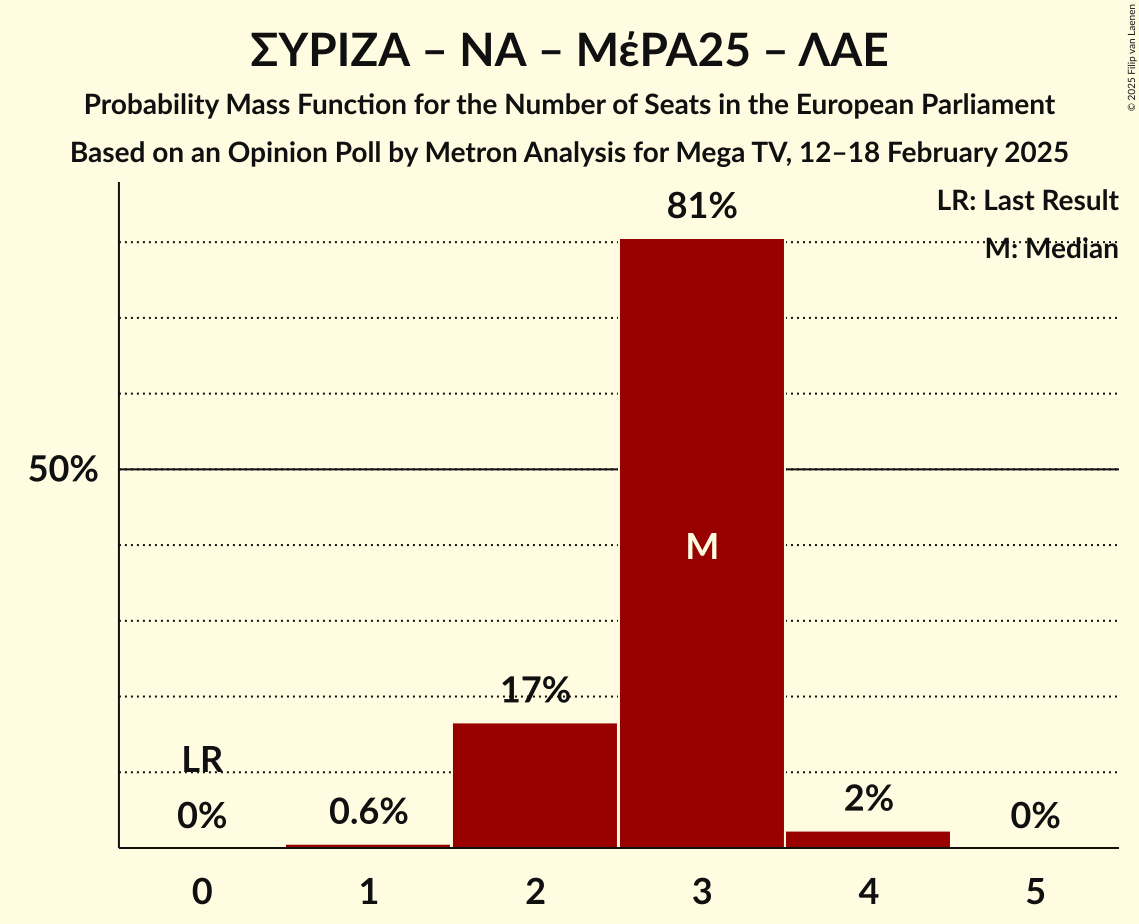 ΣΥΡΙΖΑ – ΝΑ – ΜέΡΑ25 – ΛΑΕ
Probability Mass Function for the Number of Seats in the European Parliament
Based on an Opinion Poll by Metron Analysis for Mega TV, 12–18 February 2025
© 2025 Filip van Laenen
LR: Last Result
M: Median
81%
50%
M
17%
LR
0%
0.6%
2%
0%
0 1 2 3 4 5